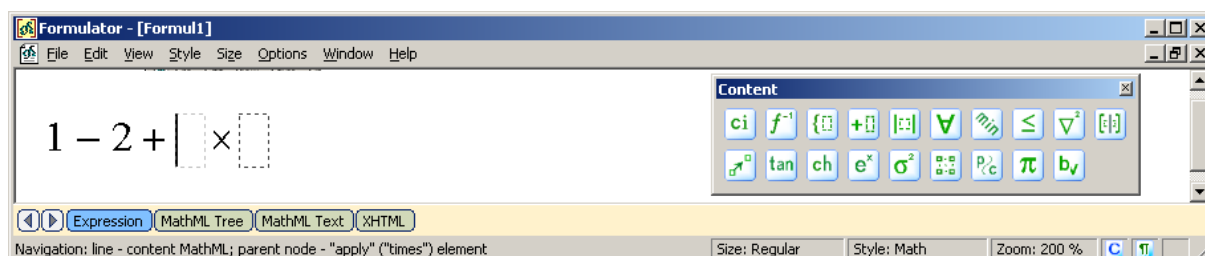 Formulator - [Formul1]
File Edit View Style Size Options Window Help
Content
1 − 2 + ×
ci f⁻¹ {▯ +▯ |▯| ∀ ≤ ∇²
tan ch eˣ σ² P C π b√
Expression MathML Tree MathML Text XHTML
Navigation: line - content MathML; parent node - "apply" ("times") element Size: Regular Style: Math Zoom: 200 % C ¶